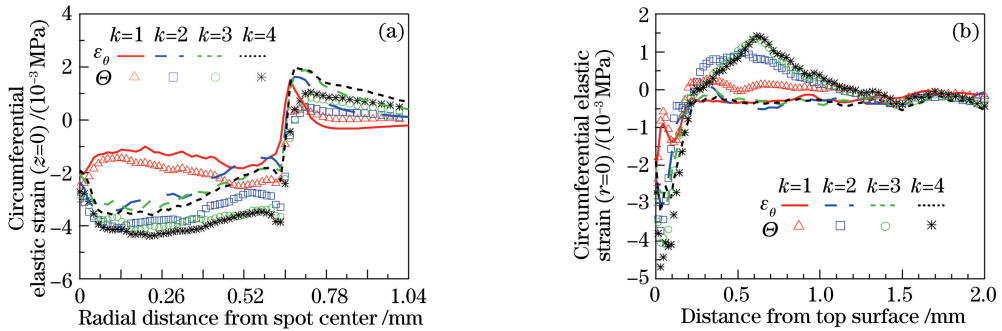 (a)
k=1 k=2 k=3 k=4
εθ
Θ
4
2
0
−2
−4
−6
0 0.26 0.52 0.78 1.04
Circumferential
elastic strain (z=0) /(10⁻³ MPa)
Radial distance from spot center /mm
(b)
2
1
0
−1
−2
−3
−4
5
0 0.5 1.0 1.5 2.0
k=1 k=2 k=3 k=4
εθ
Θ
Circumferential elastic
strain (r=0) /(10⁻³ MPa)
Distance from top surface /mm